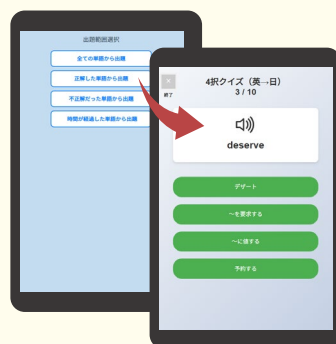 出題範囲選択
全ての単語から出題
正解した単語から出題
不正解だった単語から出題
時間が経過した単語から出題
×
終了
4択クイズ（英→日）
3 / 10
deserve
デザート
～を要求する
～に値する
予約する